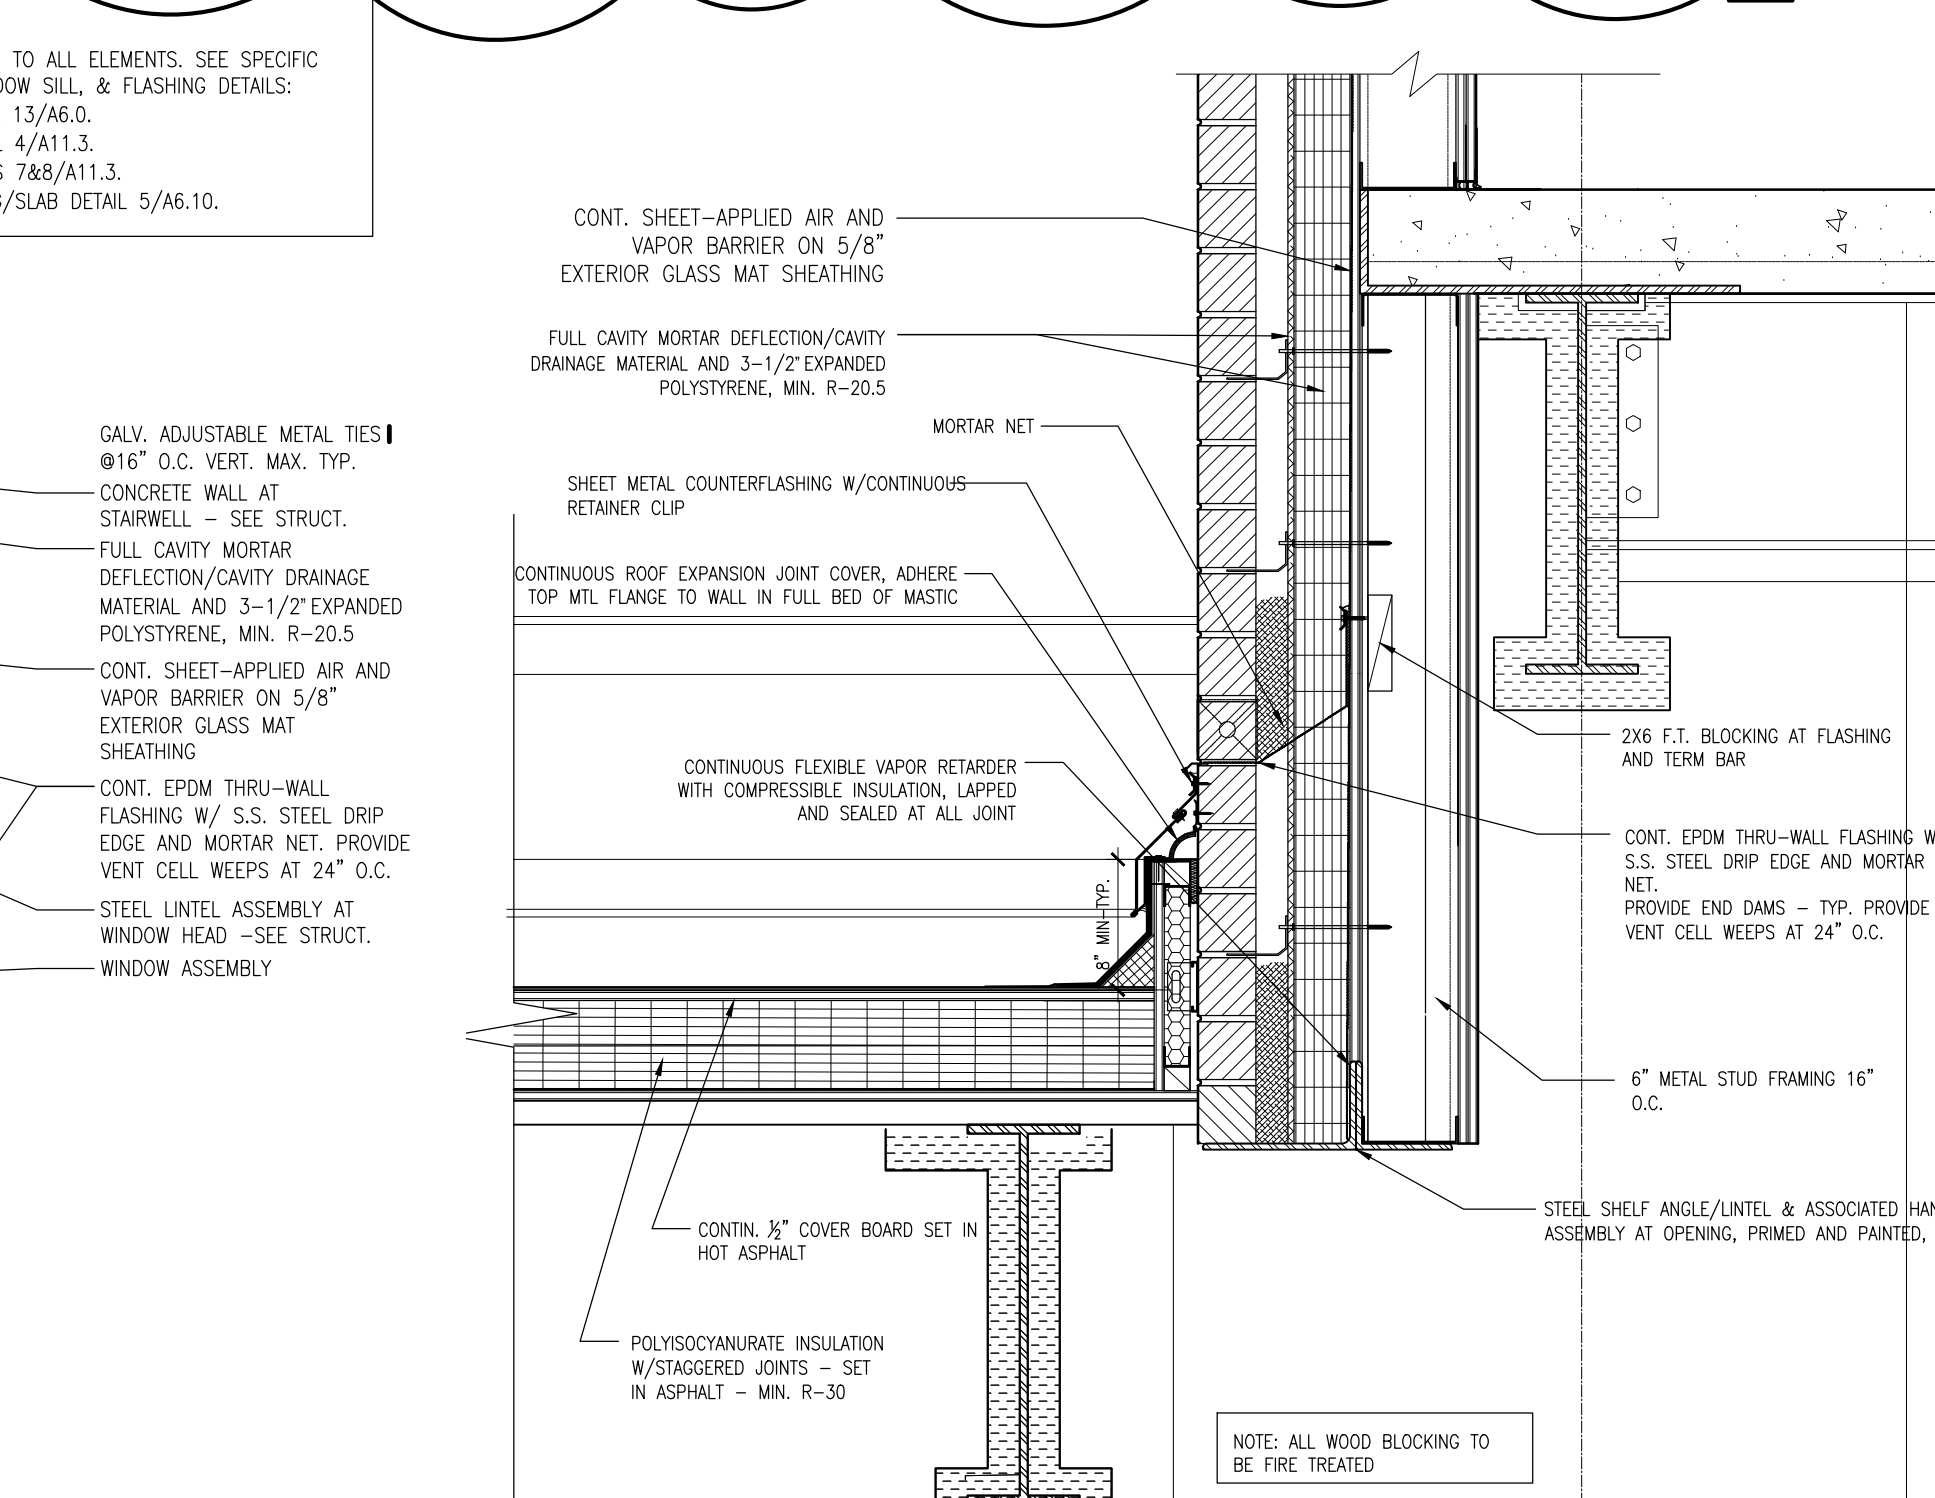 TO ALL ELEMENTS. SEE SPECIFIC
SILL, & FLASHING DETAILS:
13/A6.0.
4/A11.3.
7&8/A11.3.
/SLAB DETAIL 5/A6.10.
GALV. ADJUSTABLE METAL TIES
@16" O.C. VERT. MAX. TYP.
CONCRETE WALL AT
STAIRWELL – SEE STRUCT.
FULL CAVITY MORTAR
DEFLECTION/CAVITY DRAINAGE
MATERIAL AND 3-1/2" EXPANDED
POLYSTYRENE, MIN. R-20.5
CONT. SHEET-APPLIED AIR AND
VAPOR BARRIER ON 5/8"
EXTERIOR GLASS MAT
SHEATHING
CONT. EPDM THRU-WALL
FLASHING W/ S.S. STEEL DRIP
EDGE AND MORTAR NET. PROVIDE
VENT CELL WEEPS AT 24" O.C.
STEEL LINTEL ASSEMBLY AT
WINDOW HEAD -SEE STRUCT.
WINDOW ASSEMBLY
CONT. SHEET-APPLIED AIR AND
VAPOR BARRIER ON 5/8"
EXTERIOR GLASS MAT SHEATHING
FULL CAVITY MORTAR DEFLECTION/CAVITY
DRAINAGE MATERIAL AND 3-1/2" EXPANDED
POLYSTYRENE, MIN. R-20.5
MORTAR NET
SHEET METAL COUNTERFLASHING W/CONTINUOUS
RETAINER CLIP
CONTINUOUS ROOF EXPANSION JOINT COVER, ADHERE
TOP MTL FLANGE TO WALL IN FULL BED OF MASTIC
CONTINUOUS FLEXIBLE VAPOR RETARDER
WITH COMPRESSIBLE INSULATION, LAPPED
AND SEALED AT ALL JOINT
8" MIN-TYP.
CONTIN. ½" COVER BOARD SET IN
HOT ASPHALT
POLYISOCYANURATE INSULATION
W/STAGGERED JOINTS – SET
IN ASPHALT – MIN. R-30
2X6 F.T. BLOCKING AT FLASHING
AND TERM BAR
CONT. EPDM THRU-WALL FLASHING W
S.S. STEEL DRIP EDGE AND MORTAR
NET.
PROVIDE END DAMS – TYP. PROVIDE
VENT CELL WEEPS AT 24" O.C.
6" METAL STUD FRAMING 16"
O.C.
STEEL SHELF ANGLE/LINTEL & ASSOCIATED
ASSEMBLY AT OPENING, PRIMED AND PAINTED,
NOTE: ALL WOOD BLOCKING TO
BE FIRE TREATED